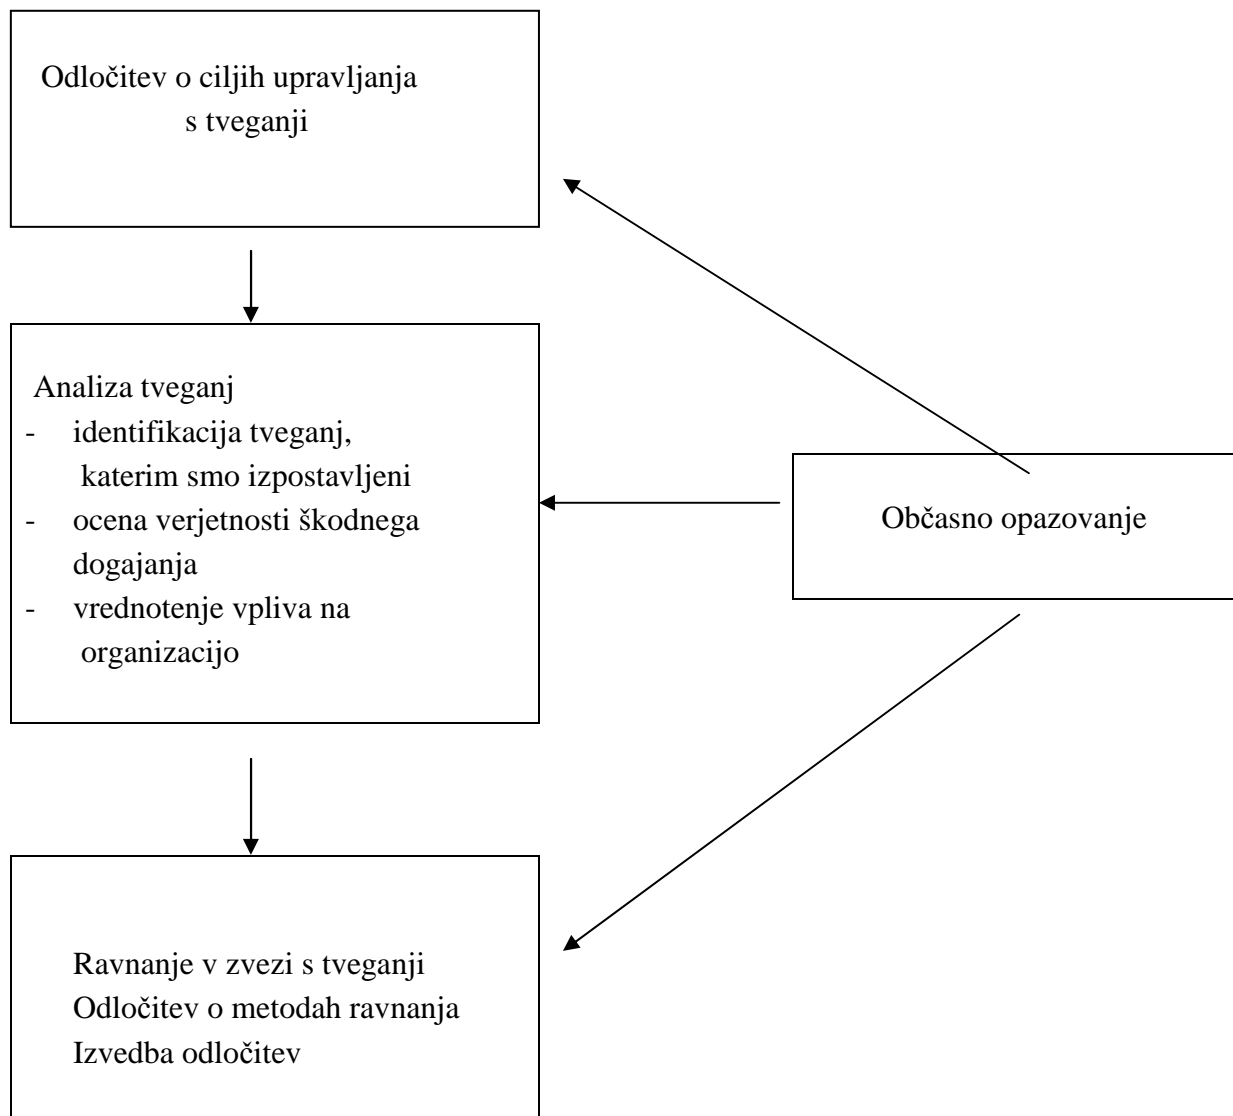 Odločitev o ciljih upravljanja
s tveganji
Analiza tveganj
- identifikacija tveganj,
katerim smo izpostavljeni
- ocena verjetnosti škodnega
dogajanja
- vrednotenje vpliva na
organizacijo
Občasno opazovanje
Ravnanje v zvezi s tveganji
Odločitev o metodah ravnanja
Izvedba odločitev